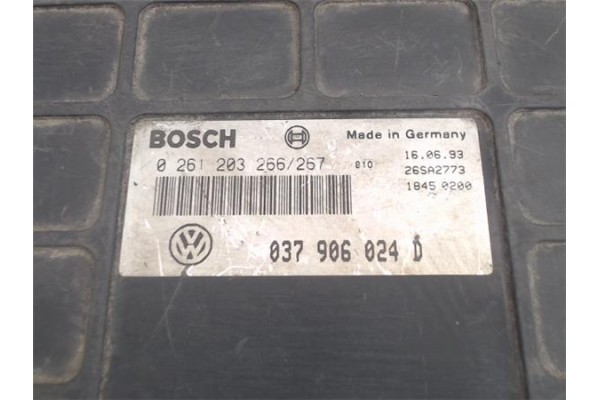 BOSCH
Made in Germany
0 261 203 266/267 810
16.06.93
26SA2773
1845 0200
037 906 024 D